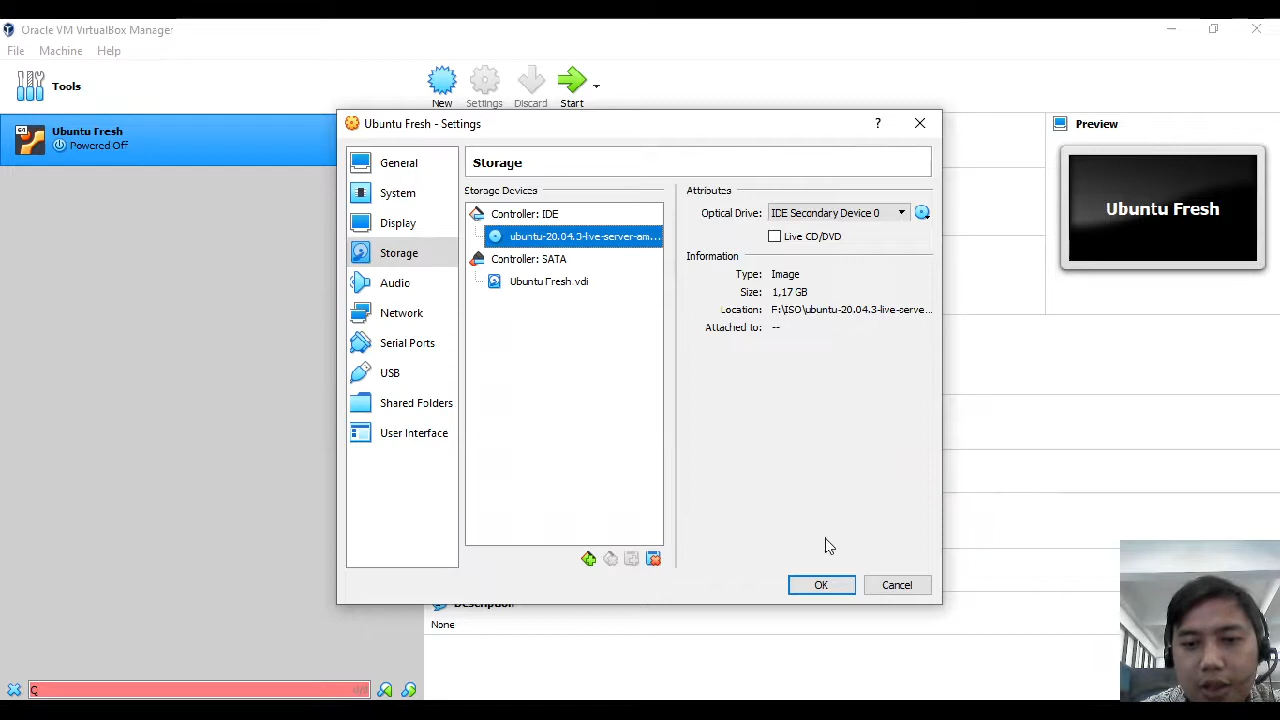 Oracle VM VirtualBox Manager
File Machine Help
Tools
New Settings Discard Start
Ubuntu Fresh
Powered Off
64
Ubuntu Fresh - Settings
?
General
System
Display
Storage
Audio
Network
Serial Ports
USB
Shared Folders
User Interface
Storage
Storage Devices
Controller: IDE
ubuntu-20.04.3-live-server-am...
Controller: SATA
Ubuntu Fresh.vdi
Attributes
Optical Drive: IDE Secondary Device 0
Live CD/DVD
Information
Type: Image
Size: 1,17 GB
Location: F:\ISO\ubuntu-20.04.3-live-serve...
Attached to: --
OK Cancel
Preview
Ubuntu Fresh
Description
None
Q 0/0